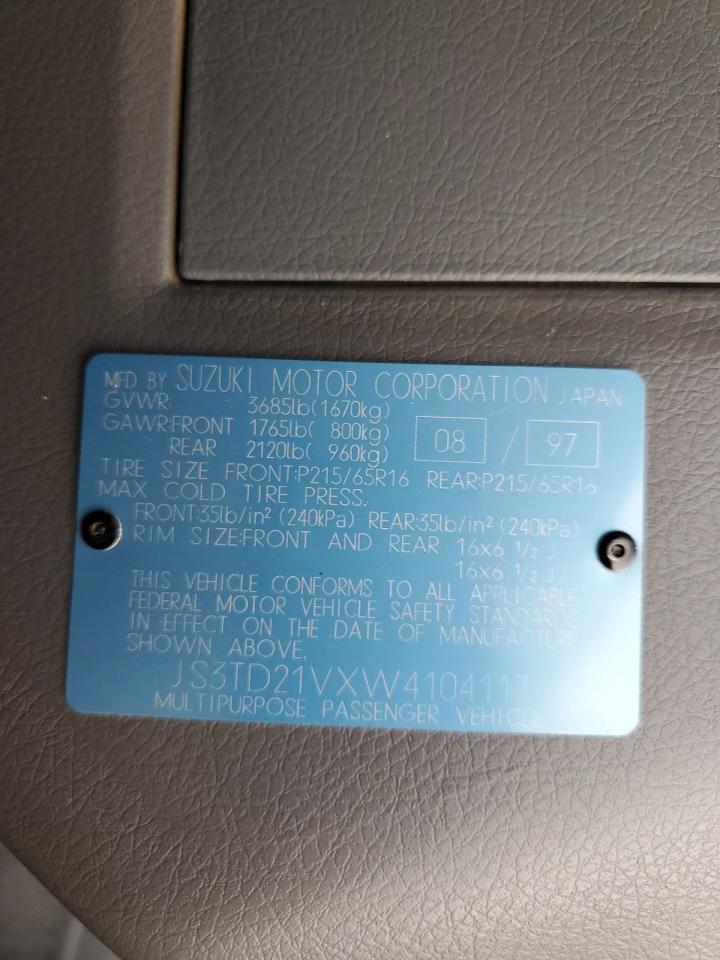 MFD BY SUZUKI MOTOR CORPORATION JAPAN
GVWR: 3685lb(1670kg)
GAWR:FRONT 1765lb( 800kg) 08 / 97
REAR 2120lb( 960kg)
TIRE SIZE FRONT:P215/65R16 REAR:P215/65R16
MAX COLD TIRE PRESS.
FRONT:35lb/in² (240kPa) REAR:35lb/in² (240kPa)
RIM SIZE:FRONT AND REAR 16x6 1/2 J
16x6 1/2 JJ
THIS VEHICLE CONFORMS TO ALL APPLICABLE
FEDERAL MOTOR VEHICLE SAFETY STANDARDS
IN EFFECT ON THE DATE OF MANUFACTURE
SHOWN ABOVE.
JS3TD21VXW4104117
MULTIPURPOSE PASSENGER VEHICLE